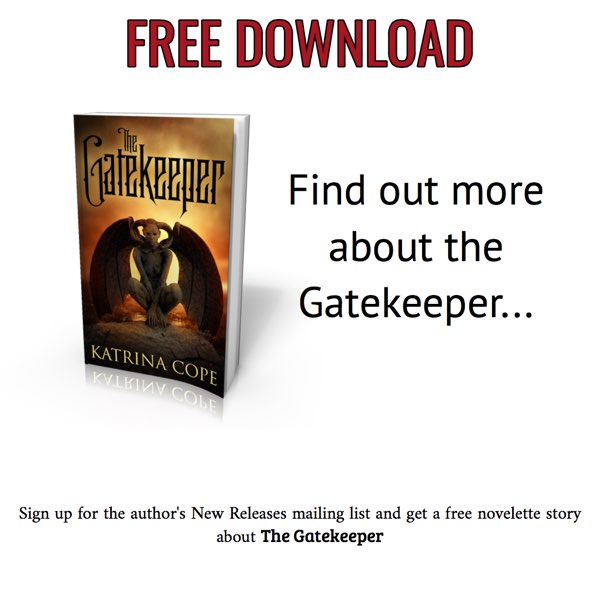 FREE DOWNLOAD
The
Gatekeeper
KATRINA COPE
KATRINA COPE
Find out more
about the
Gatekeeper...
Sign up for the author's New Releases mailing list and get a free novelette story
about The Gatekeeper